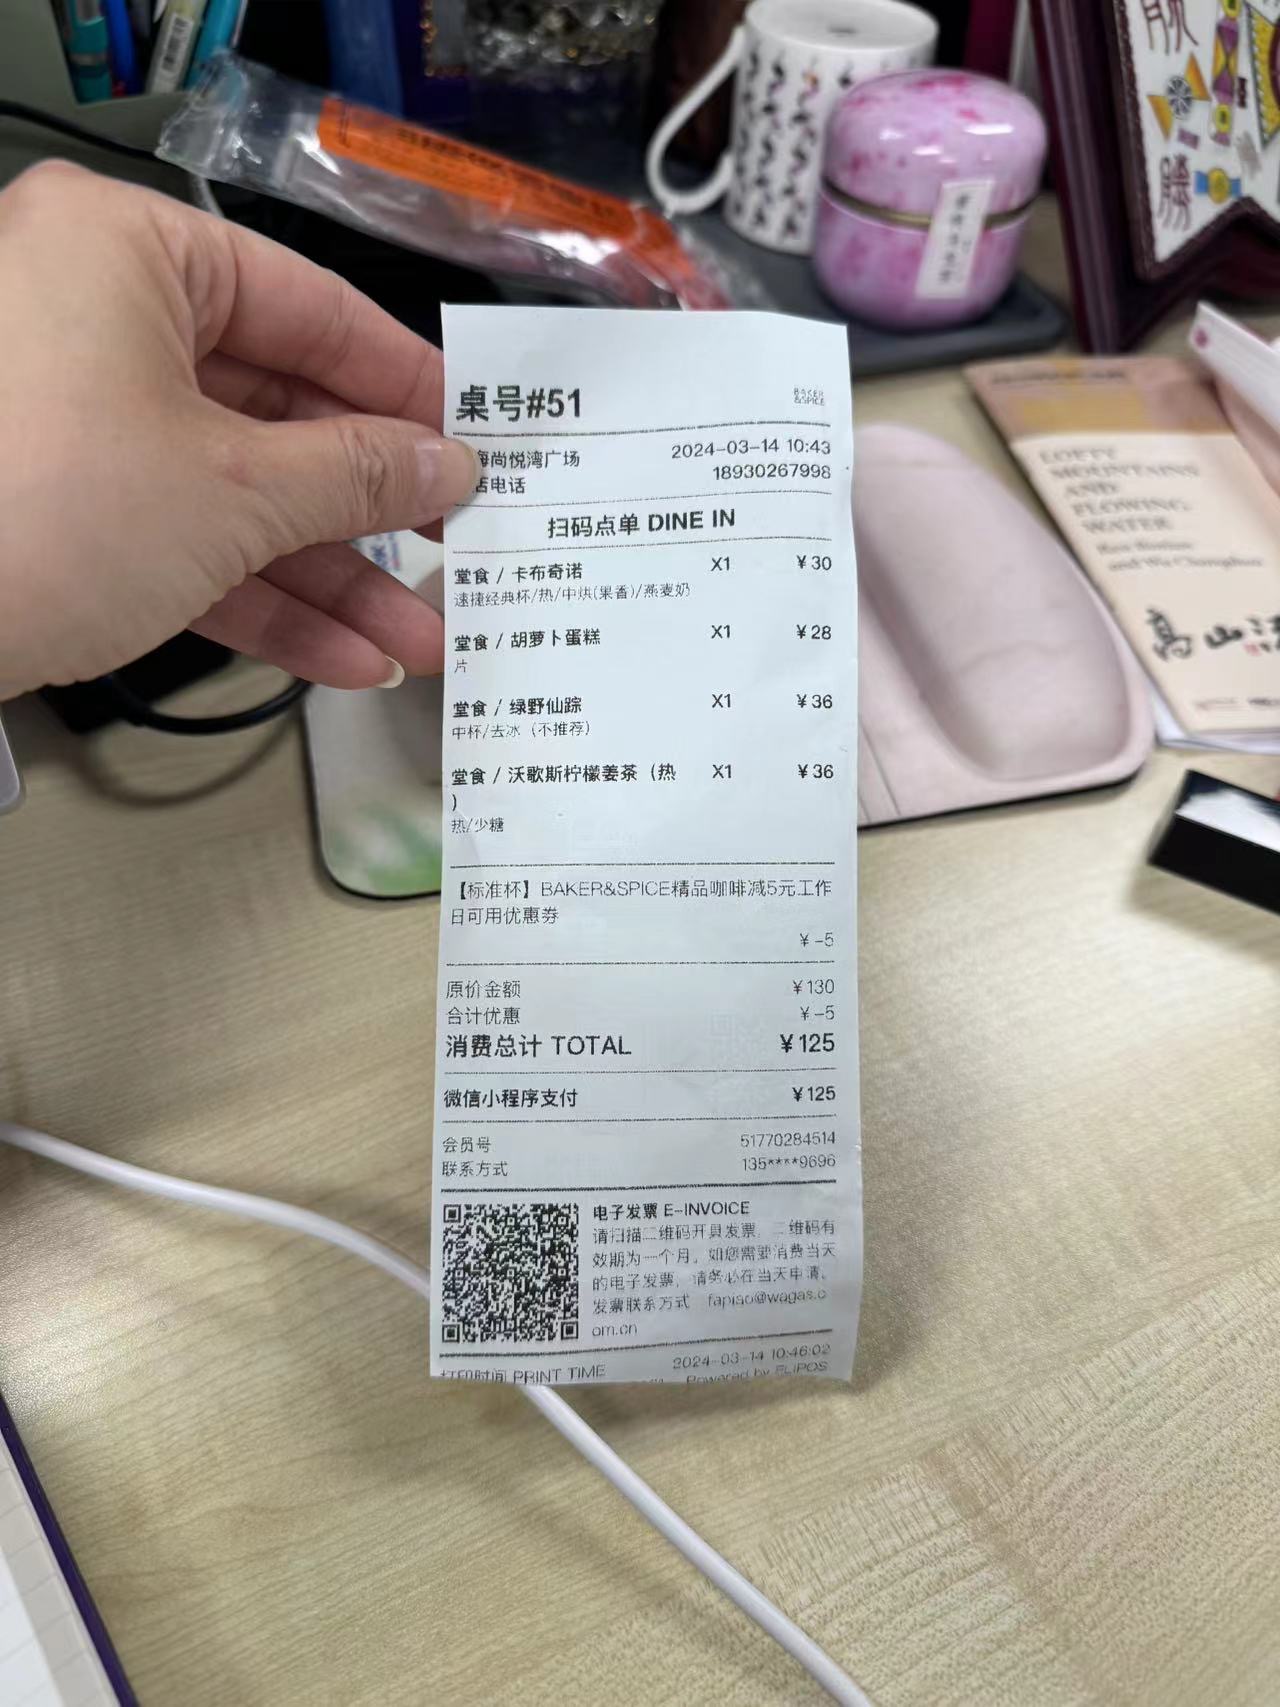 胜
BAKER
&SPICE
桌号#51
海尚悦湾广场 2024-03-14 10:43
店电话 18930267998
扫码点单 DINE IN
堂食 / 卡布奇诺 X1 ¥30
速捷经典杯/热/中烘(果香)/燕麦奶
堂食 / 胡萝卜蛋糕 X1 ¥28
片
堂食 / 绿野仙踪 X1 ¥36
中杯/去冰（不推荐）
堂食 / 沃歌斯柠檬姜茶（热 X1 ¥36
）
热/少糖
【标准杯】BAKER&SPICE精品咖啡减5元工作
日可用优惠券
¥-5
原价金额 ¥130
合计优惠 ¥-5
消费总计 TOTAL ¥125
微信小程序支付 ¥125
会员号 51770284514
联系方式 135****9696
电子发票 E-INVOICE
请扫描二维码开具发票，二维码有
效期为一个月。如您需要消费当天
的电子发票，请务必在当天申请、
发票联系方式 fapiao@wagas.c
om.cn
打印时间 PRINT TIME 2024-03-14 10:46:02
Powered by FLIPOS
LOFTY
MOUNTAINS
AND
FLOWING
WATER
高山流